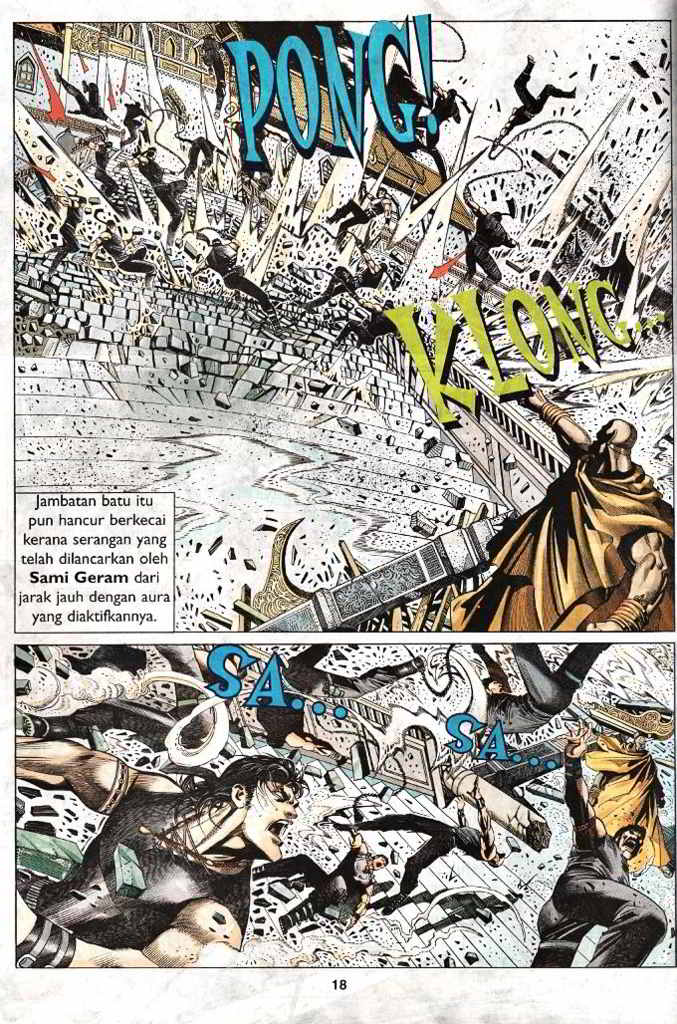 PONG!
KLONG...
Jambatan batu itu
pun hancur berkecai
kerana serangan yang
telah dilancarkan oleh
Sami Geram dari
jarak jauh dengan aura
yang diaktifkannya.
SA...
SA...
18